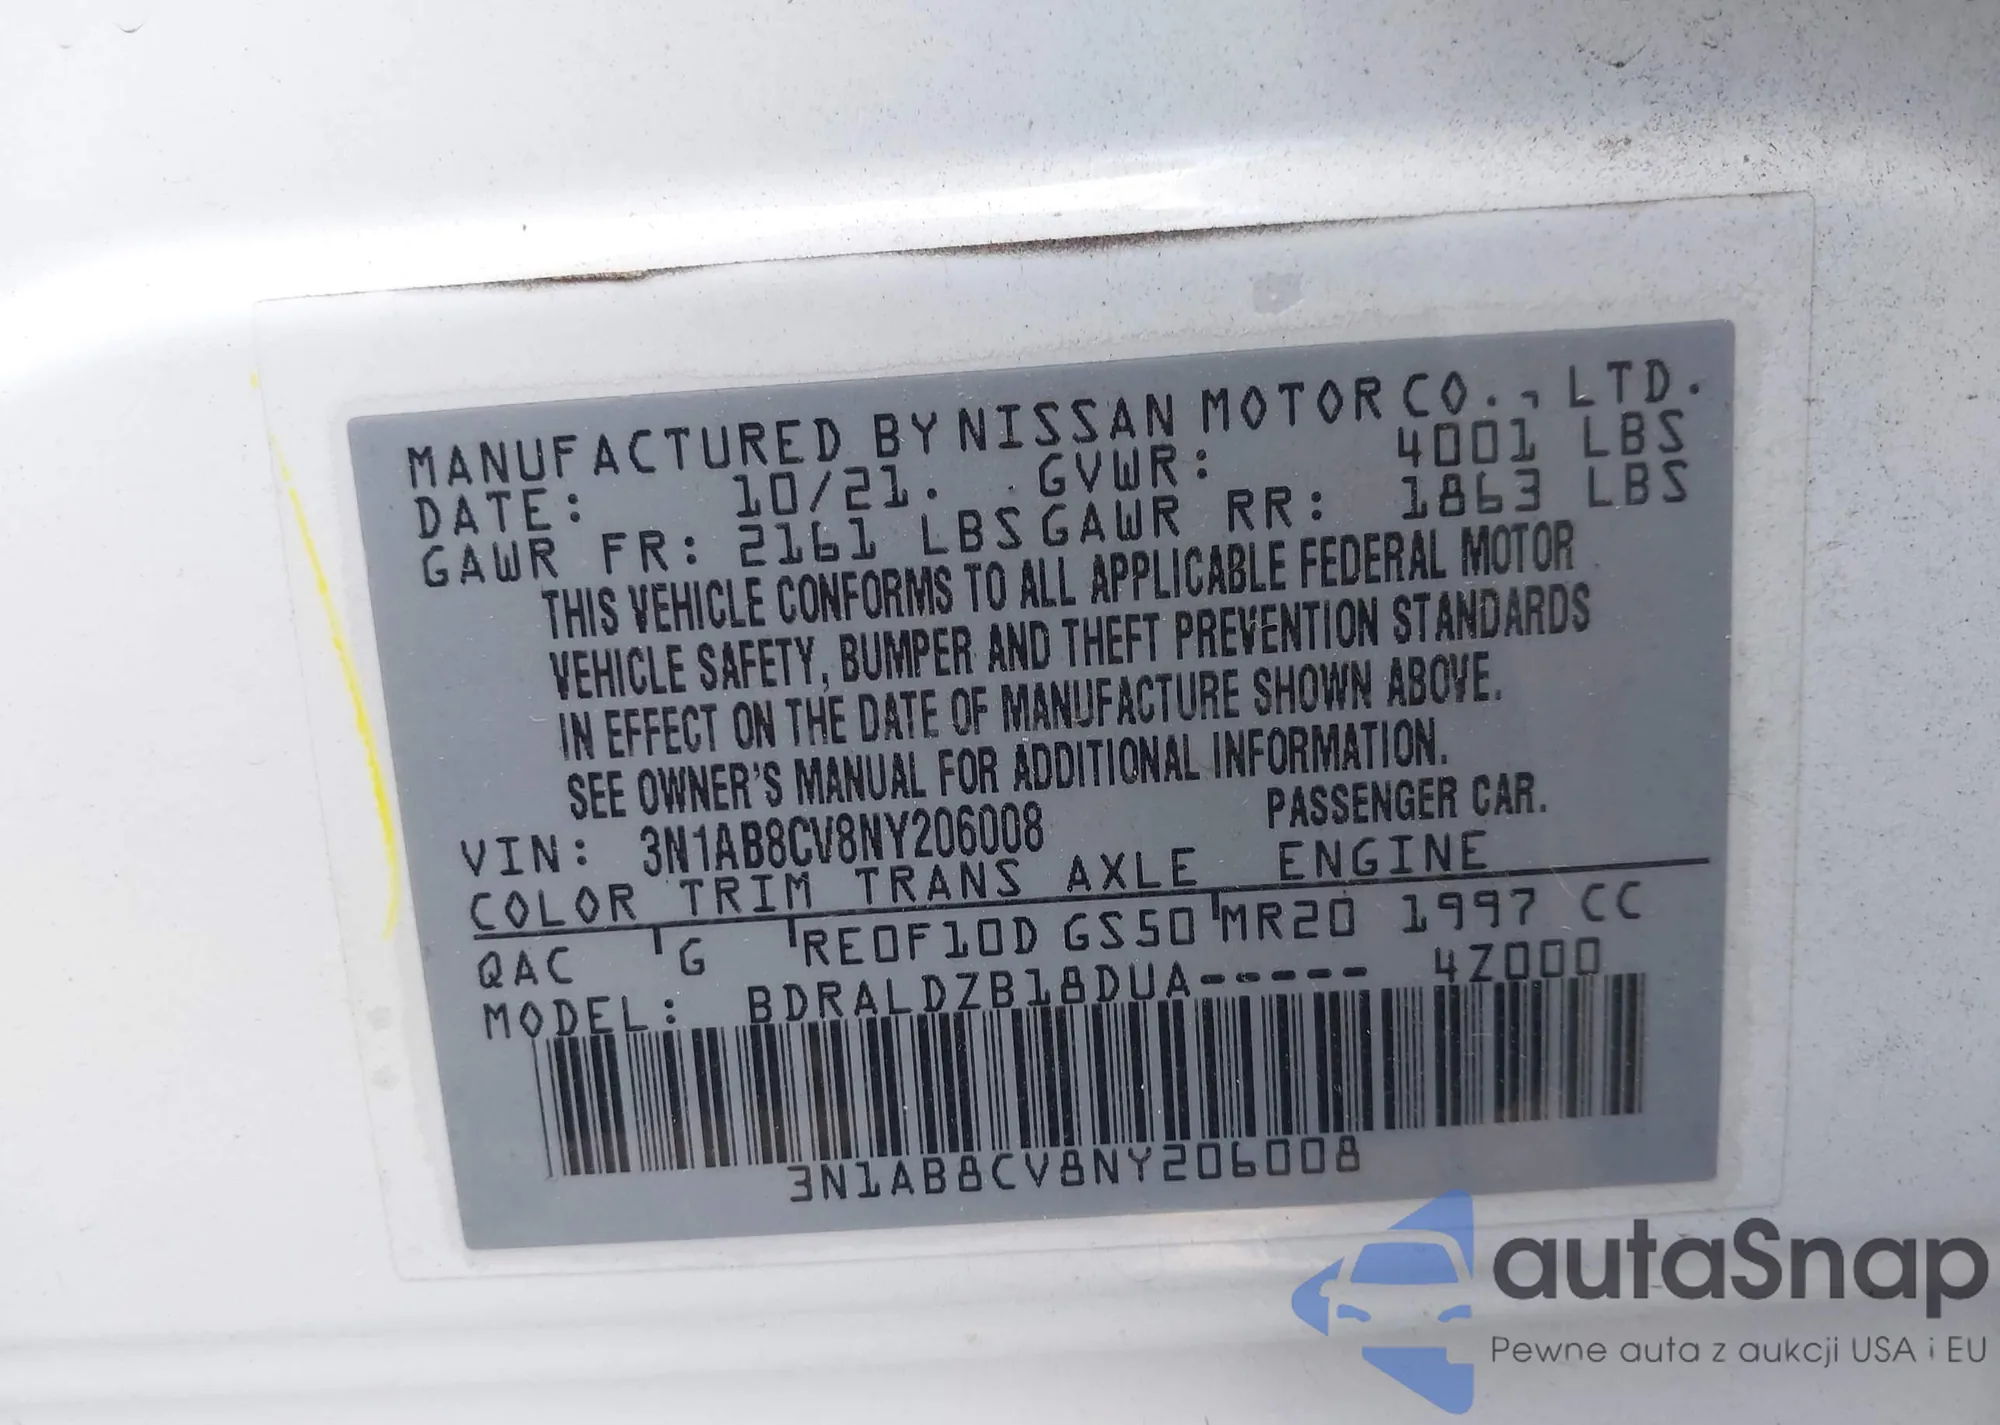 MANUFACTURED BY NISSAN MOTOR CO., LTD.
DATE: 10/21. GVWR: 4001 LBS
GAWR FR: 2161 LBS GAWR RR: 1863 LBS
THIS VEHICLE CONFORMS TO ALL APPLICABLE FEDERAL MOTOR
VEHICLE SAFETY, BUMPER AND THEFT PREVENTION STANDARDS
IN EFFECT ON THE DATE OF MANUFACTURE SHOWN ABOVE.
SEE OWNER'S MANUAL FOR ADDITIONAL INFORMATION.
VIN: 3N1AB8CV8NY206008 PASSENGER CAR.
COLOR TRIM TRANS AXLE ENGINE
QAC G RE0F10D GS50 MR20 1997 CC
MODEL: BDRALDZB18DUA----- 4Z000
3N1AB8CV8NY206008
autaSnap
Pewne auta z aukcji USA i EU